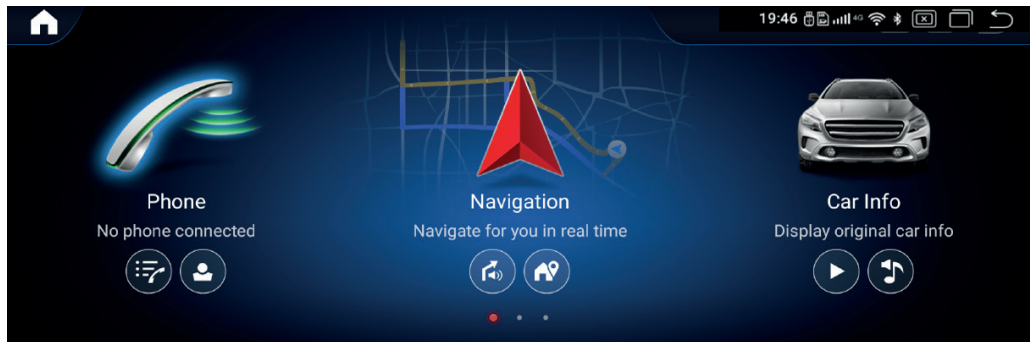 19:46 4G
Phone
No phone connected
Navigation
Navigate for you in real time
Car Info
Display original car info